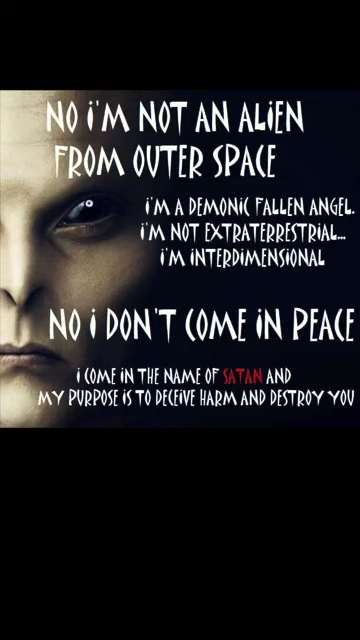 NO i'M NOT AN ALiEN
FROM OUTER SPACE
i'M A DEMONiC FALLEN ANGEL.
i'M NOT EXTRATERRESTRiAL...
i'M iNTERDiMENSiONAL
NO i DON'T COME iN PEACE
i COME iN THE NAME OF SATAN AND
MY PURPOSE iS TO DECEiVE HARM AND DESTROY YOU